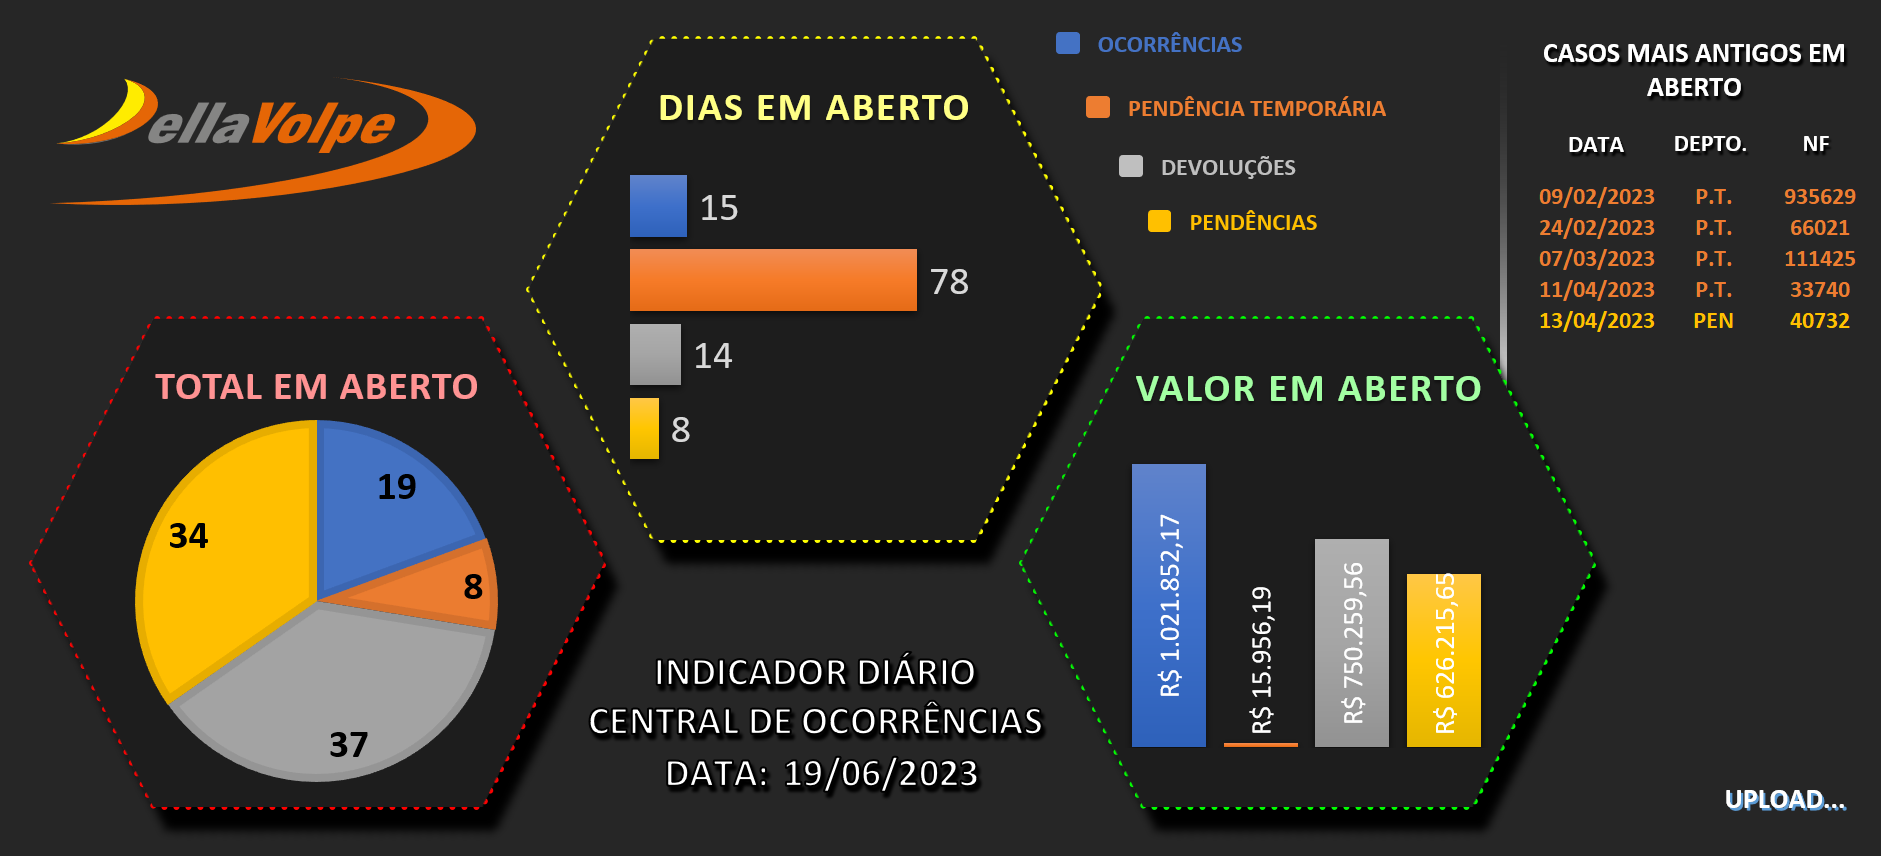 DellaVolpe
DIAS EM ABERTO
15
78
14
8
OCORRÊNCIAS
PENDÊNCIA TEMPORÁRIA
DEVOLUÇÕES
PENDÊNCIAS
CASOS MAIS ANTIGOS EM
ABERTO
DATA DEPTO. NF
09/02/2023 P.T. 935629
24/02/2023 P.T. 66021
07/03/2023 P.T. 111425
11/04/2023 P.T. 33740
13/04/2023 PEN 40732
TOTAL EM ABERTO
19
8
37
34
INDICADOR DIÁRIO
CENTRAL DE OCORRÊNCIAS
DATA: 19/06/2023
VALOR EM ABERTO
R$ 1.021.852,17
R$ 15.956,19
R$ 750.259,56
R$ 626.215,65
UPLOAD...